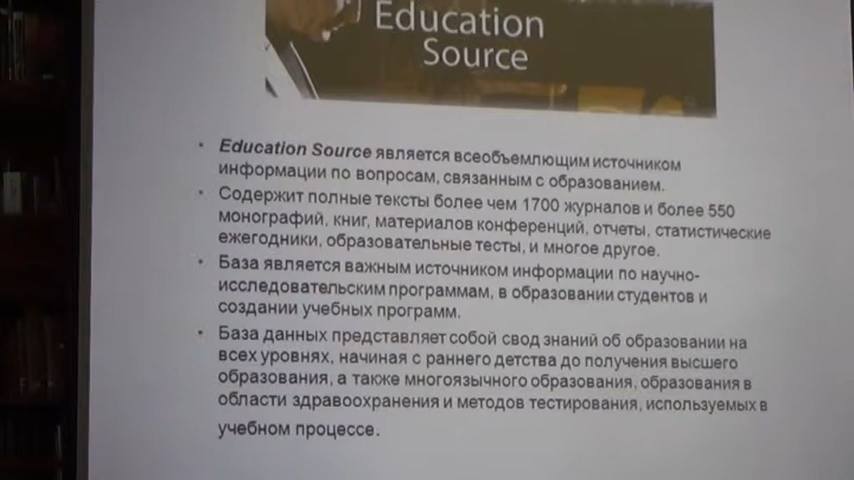 Education
Source
• Education Source является всеобъемлющим источником
информации по вопросам, связанным с образованием.
• Содержит полные тексты более чем 1700 журналов и более 550
монографий, книг, материалов конференций, отчеты, статистические
ежегодники, образовательные тесты, и многое другое.
• База является важным источником информации по научно-
исследовательским программам, в образовании студентов и
создании учебных программ.
• База данных представляет собой свод знаний об образовании на
всех уровнях, начиная с раннего детства до получения высшего
образования, а также многоязычного образования, образования в
области здравоохранения и методов тестирования, используемых в
учебном процессе.